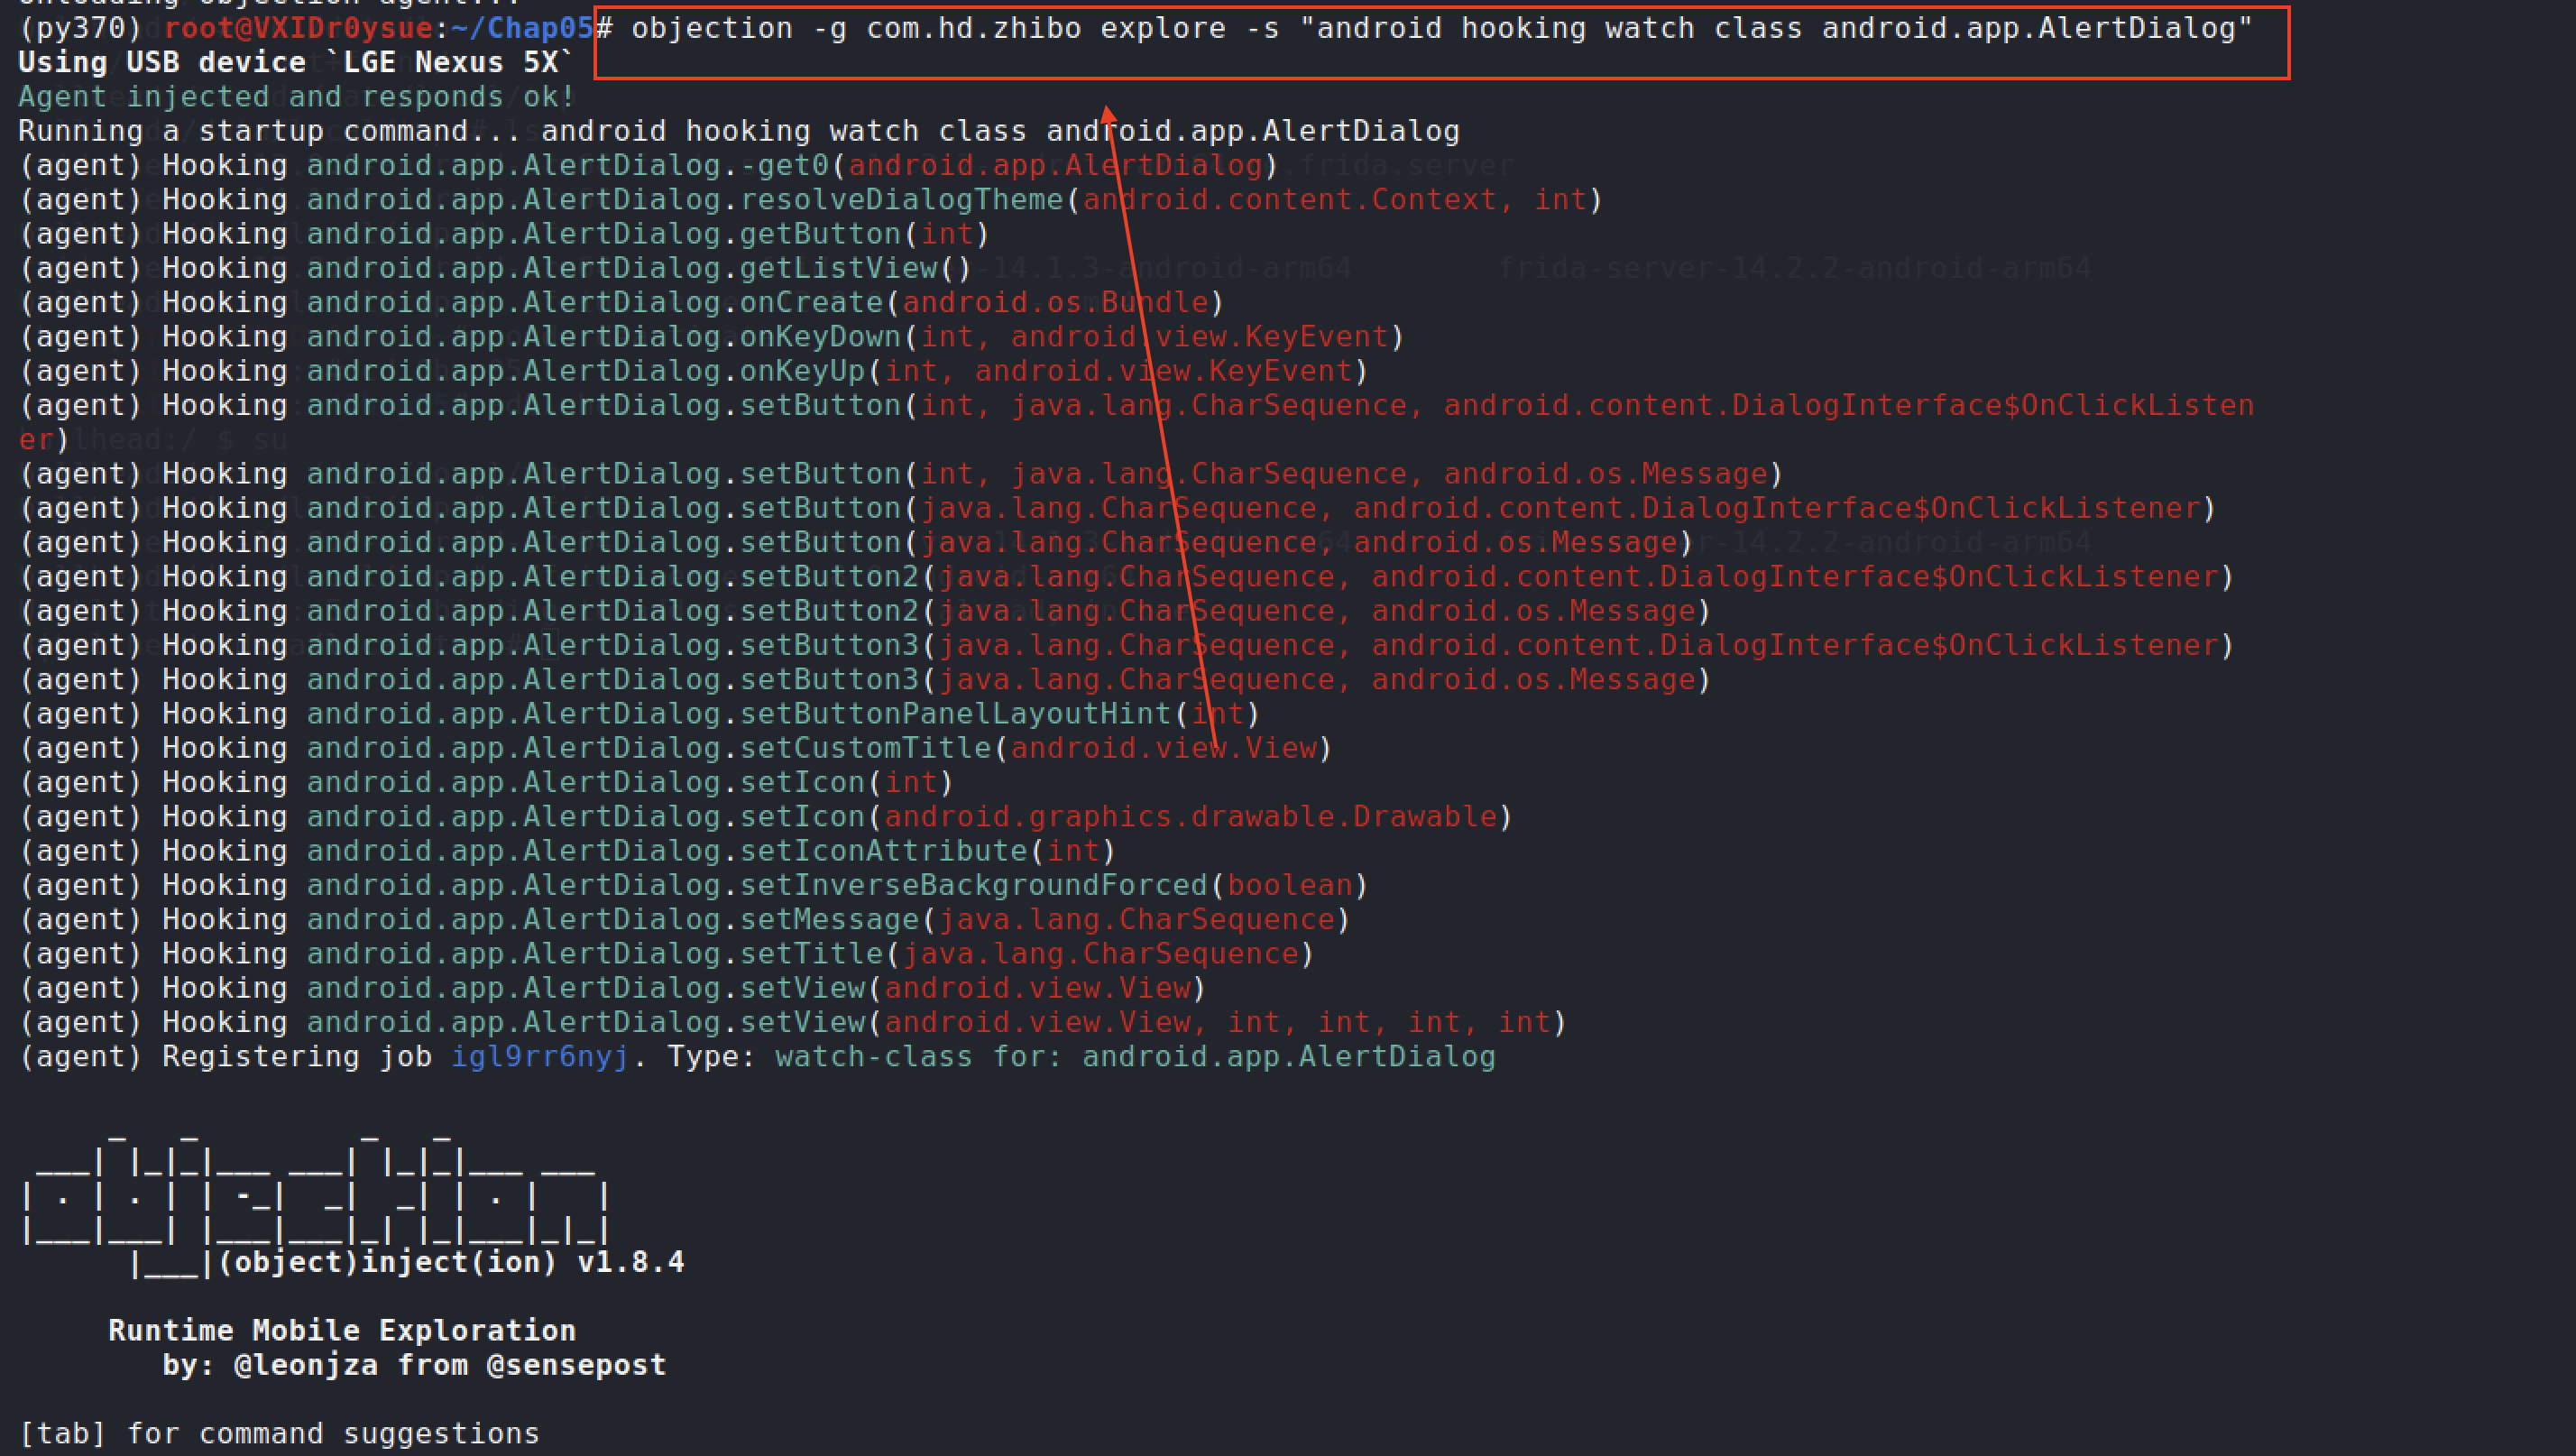 (py370) root@VXIDr0ysue:~/Chap05# objection -g com.hd.zhibo explore -s "android hooking watch class android.app.AlertDialog"
Using USB device `LGE Nexus 5X`
Agent injected and responds ok!
Running a startup command... android hooking watch class android.app.AlertDialog
(agent) Hooking android.app.AlertDialog.-get0(android.app.AlertDialog)
(agent) Hooking android.app.AlertDialog.resolveDialogTheme(android.content.Context, int)
(agent) Hooking android.app.AlertDialog.getButton(int)
(agent) Hooking android.app.AlertDialog.getListView()
(agent) Hooking android.app.AlertDialog.onCreate(android.os.Bundle)
(agent) Hooking android.app.AlertDialog.onKeyDown(int, android.view.KeyEvent)
(agent) Hooking android.app.AlertDialog.onKeyUp(int, android.view.KeyEvent)
(agent) Hooking android.app.AlertDialog.setButton(int, java.lang.CharSequence, android.content.DialogInterface$OnClickListen
er)
(agent) Hooking android.app.AlertDialog.setButton(int, java.lang.CharSequence, android.os.Message)
(agent) Hooking android.app.AlertDialog.setButton(java.lang.CharSequence, android.content.DialogInterface$OnClickListener)
(agent) Hooking android.app.AlertDialog.setButton(java.lang.CharSequence, android.os.Message)
(agent) Hooking android.app.AlertDialog.setButton2(java.lang.CharSequence, android.content.DialogInterface$OnClickListener)
(agent) Hooking android.app.AlertDialog.setButton2(java.lang.CharSequence, android.os.Message)
(agent) Hooking android.app.AlertDialog.setButton3(java.lang.CharSequence, android.content.DialogInterface$OnClickListener)
(agent) Hooking android.app.AlertDialog.setButton3(java.lang.CharSequence, android.os.Message)
(agent) Hooking android.app.AlertDialog.setButtonPanelLayoutHint(int)
(agent) Hooking android.app.AlertDialog.setCustomTitle(android.view.View)
(agent) Hooking android.app.AlertDialog.setIcon(int)
(agent) Hooking android.app.AlertDialog.setIcon(android.graphics.drawable.Drawable)
(agent) Hooking android.app.AlertDialog.setIconAttribute(int)
(agent) Hooking android.app.AlertDialog.setInverseBackgroundForced(boolean)
(agent) Hooking android.app.AlertDialog.setMessage(java.lang.CharSequence)
(agent) Hooking android.app.AlertDialog.setTitle(java.lang.CharSequence)
(agent) Hooking android.app.AlertDialog.setView(android.view.View)
(agent) Hooking android.app.AlertDialog.setView(android.view.View, int, int, int, int)
(agent) Registering job igl9rr6nyj. Type: watch-class for: android.app.AlertDialog
(object)inject(ion) v1.8.4
Runtime Mobile Exploration
by: @leonjza from @sensepost
[tab] for command suggestions